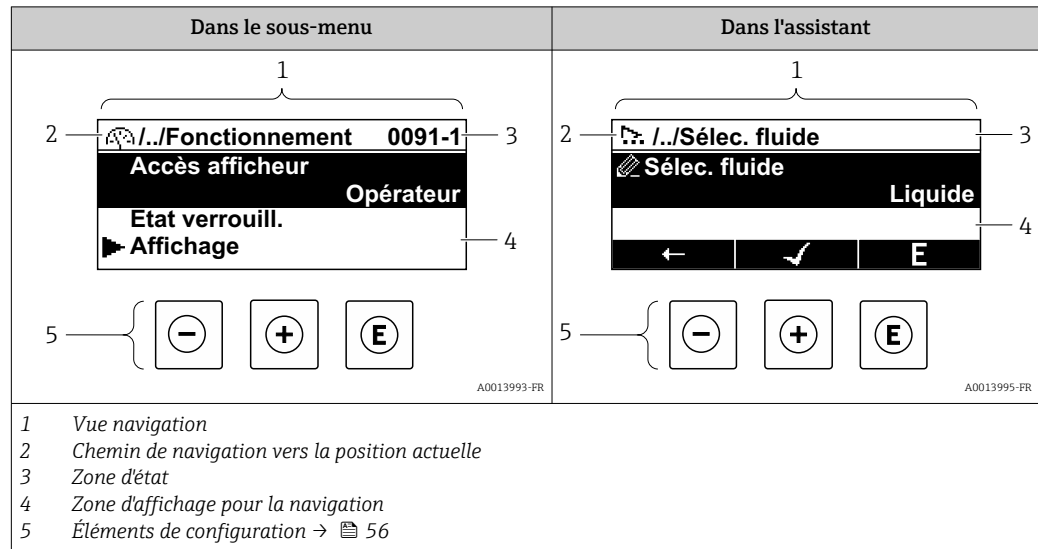 Dans le sous-menu
Dans l'assistant
1
2
/../Fonctionnement 0091-1
3
Accès afficheur
Opérateur
Etat verrouill.
Affichage
4
5
- + E
A0013993-FR
1
2
/../Sélec. fluide
3
Sélec. fluide
Liquide
4
← ✓ E
5
- + E
A0013995-FR
1 Vue navigation
2 Chemin de navigation vers la position actuelle
3 Zone d'état
4 Zone d'affichage pour la navigation
5 Éléments de configuration → 56